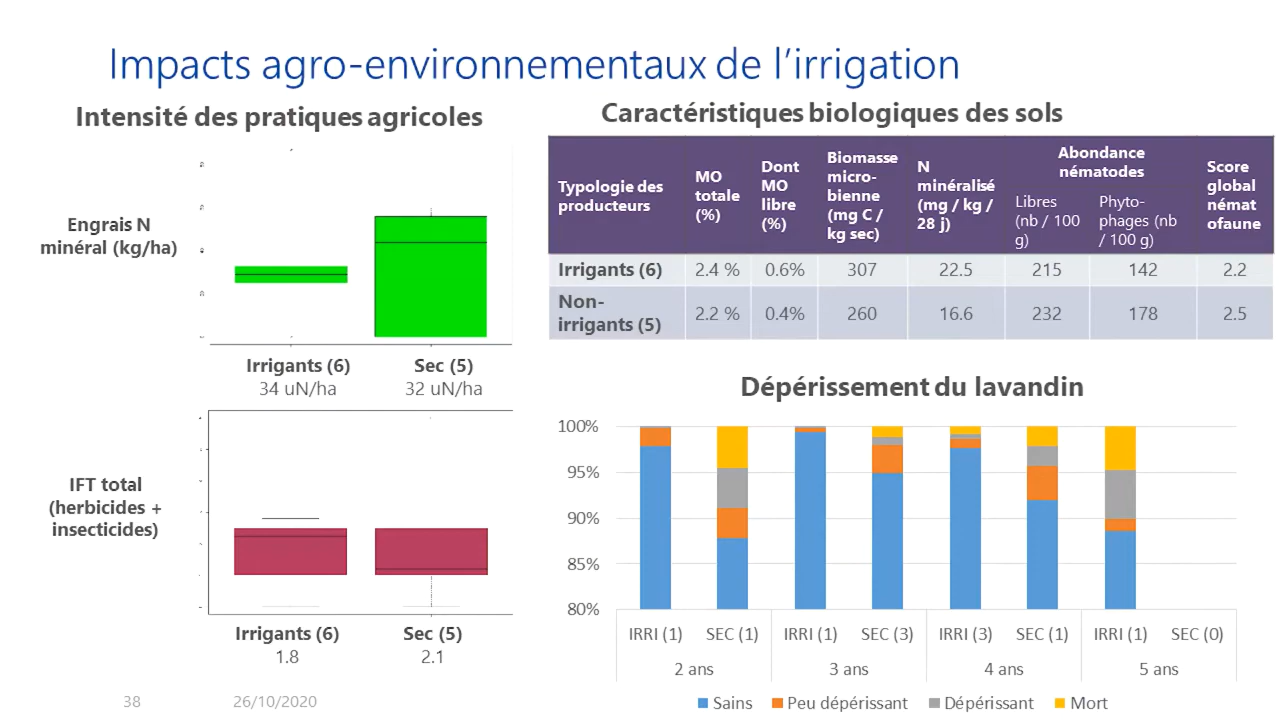 Impacts agro-environnementaux de l’irrigation
Intensité des pratiques agricoles
Engrais N
minéral (kg/ha)
Irrigants (6)
34 uN/ha
Sec (5)
32 uN/ha
IFT total
(herbicides +
insecticides)
Irrigants (6)
1.8
Sec (5)
2.1
Caractéristiques biologiques des sols
Typologie des
producteurs
MO
totale
(%)
Dont
MO
libre
(%)
Biomasse
micro-
bienne
(mg C /
kg sec)
N
minéralisé
(mg / kg /
28 j)
Abondance
nématodes
Libres
(nb / 100
g)
Phyto-
phages (nb
/ 100 g)
Score
global
némat
ofaune
Irrigants (6) 2.4 % 0.6% 307 22.5 215 142 2.2
Non-
irrigants (5) 2.2 % 0.4% 260 16.6 232 178 2.5
Dépérissement du lavandin
100%
95%
90%
85%
80%
IRRI (1) SEC (1) IRRI (1) SEC (3) IRRI (3) SEC (1) IRRI (1) SEC (0)
2 ans 3 ans 4 ans 5 ans
Sains Peu dépérissant Dépérissant Mort
38 26/10/2020